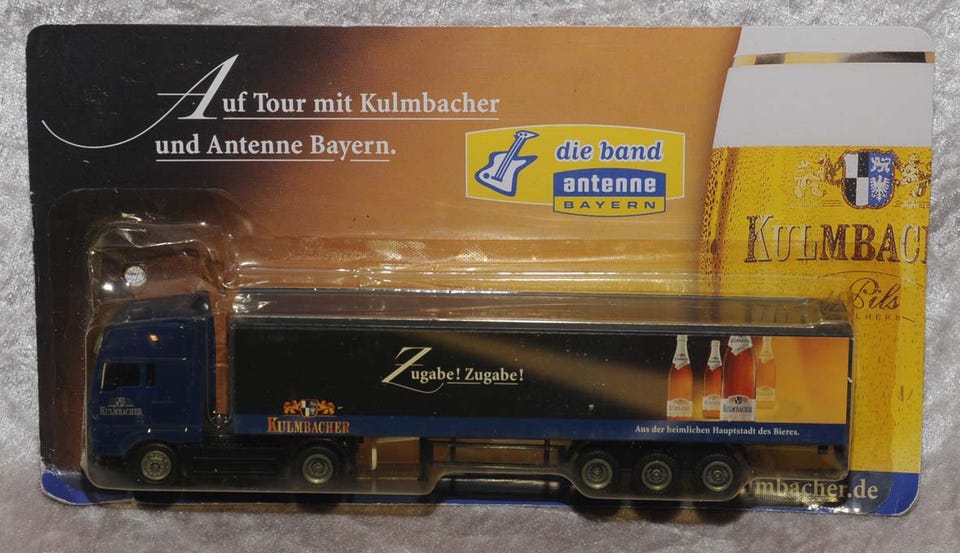 Auf Tour mit Kulmbacher
und Antenne Bayern.
die band
antenne
BAYERN
KULMBAC
Pils
Zugabe! Zugabe!
KULMBACHER
KULMBACHER
KULMBACHER
Aus der heimlichen Hauptstadt des Bieres.
mbacher.de